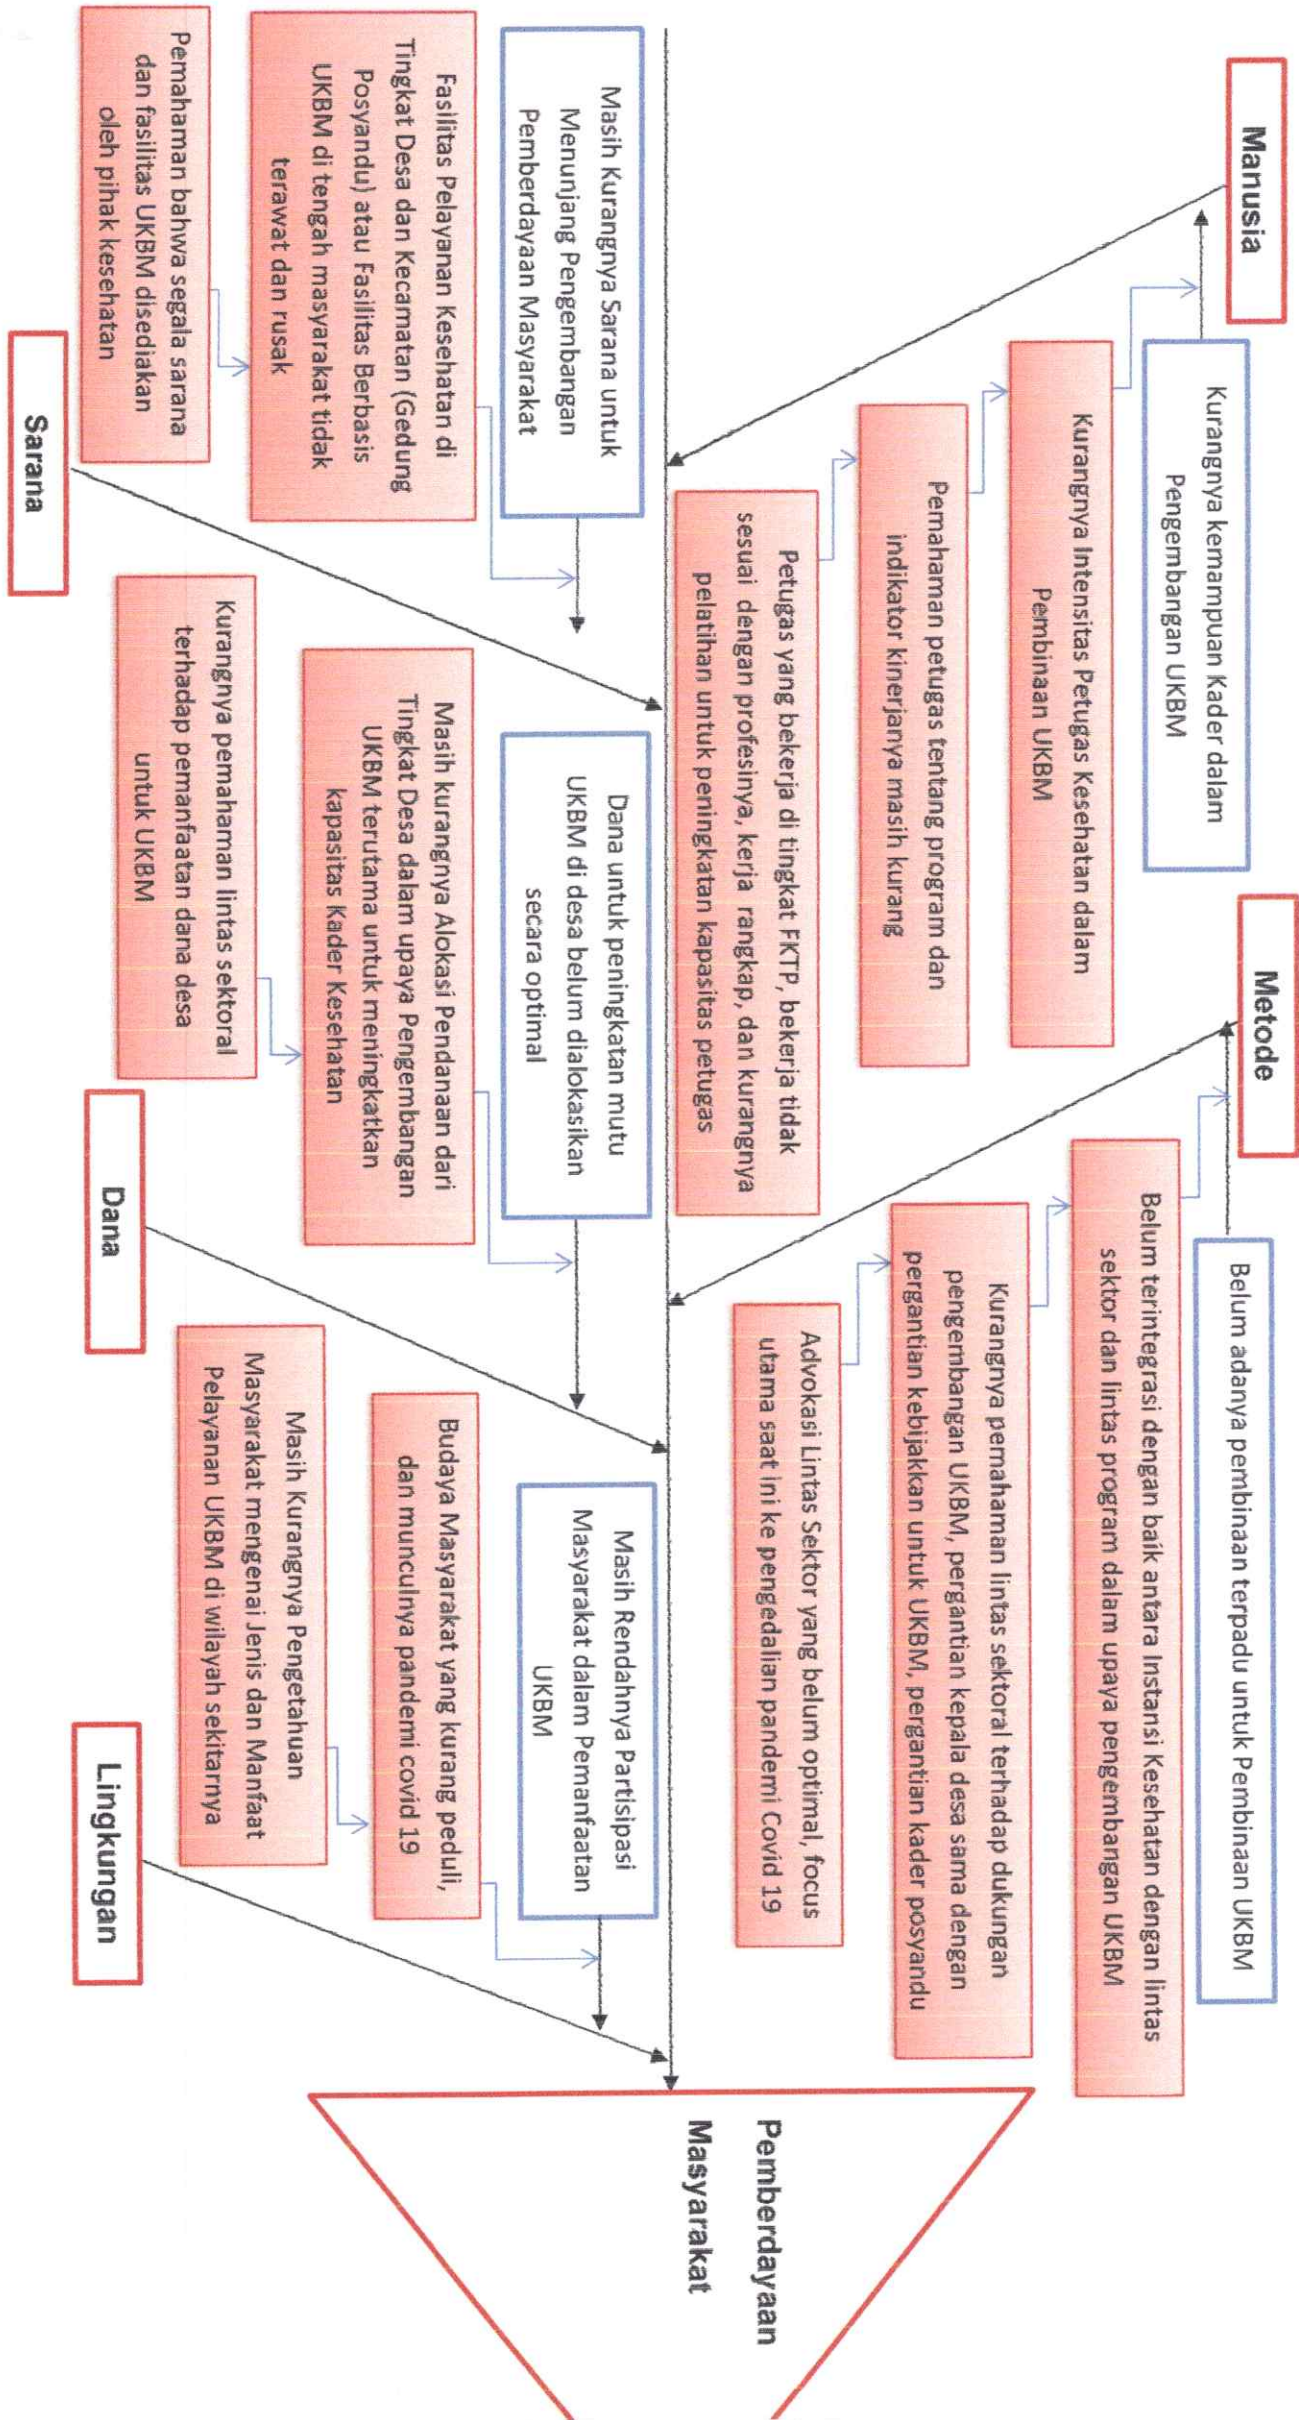 Manusia
Kurangnya kemampuan Kader dalam
Pengembangan UKBM
Kurangnya Intensitas Petugas Kesehatan dalam
Pembinaan UKBM
Pemahaman petugas tentang program dan
indikator kinerjanya masih kurang
Petugas yang bekerja di tingkat FKTP, bekerja tidak
sesuai dengan profesinya, kerja rangkap, dan kurangnya
pelatihan untuk peningkatan kapasitas petugas
Metode
Belum adanya pembinaan terpadu untuk Pembinaan UKBM
Belum terintegrasi dengan baik antara Instansi Kesehatan dengan lintas
sektor dan lintas program dalam upaya pengembangan UKBM
Kurangnya pemahaman lintas sektoral terhadap dukungan
pengembangan UKBM, pergantian kepala desa sama dengan
pergantian kebijakkan untuk UKBM, pergantian kader posyandu
Advokasi Lintas Sektor yang belum optimal, focus
utama saat ini ke pengedalian pandemi Covid 19
Masih Kurangnya Sarana untuk
Menunjang Pengembangan
Pemberdayaan Masyarakat
Fasilitas Pelayanan Kesehatan di
Tingkat Desa dan Kecamatan (Gedung
Posyandu) atau Fasilitas Berbasis
UKBM di tengah masyarakat tidak
terawat dan rusak
Pemahaman bahwa segala sarana
dan fasilitas UKBM disediakan
oleh pihak kesehatan
Sarana
Dana untuk peningkatan mutu
UKBM di desa belum dialokasikan
secara optimal
Masih kurangnya Alokasi Pendanaan dari
Tingkat Desa dalam upaya Pengembangan
UKBM terutama untuk meningkatkan
kapasitas Kader Kesehatan
Kurangnya pemahaman lintas sektoral
terhadap pemanfaatan dana desa
untuk UKBM
Dana
Masih Rendahnya Partisipasi
Masyarakat dalam Pemanfaatan
UKBM
Budaya Masyarakat yang kurang peduli,
dan munculnya pandemi covid 19
Masih Kurangnya Pengetahuan
Masyarakat mengenai Jenis dan Manfaat
Pelayanan UKBM di wilayah sekitarnya
Lingkungan
Pemberdayaan
Masyarakat